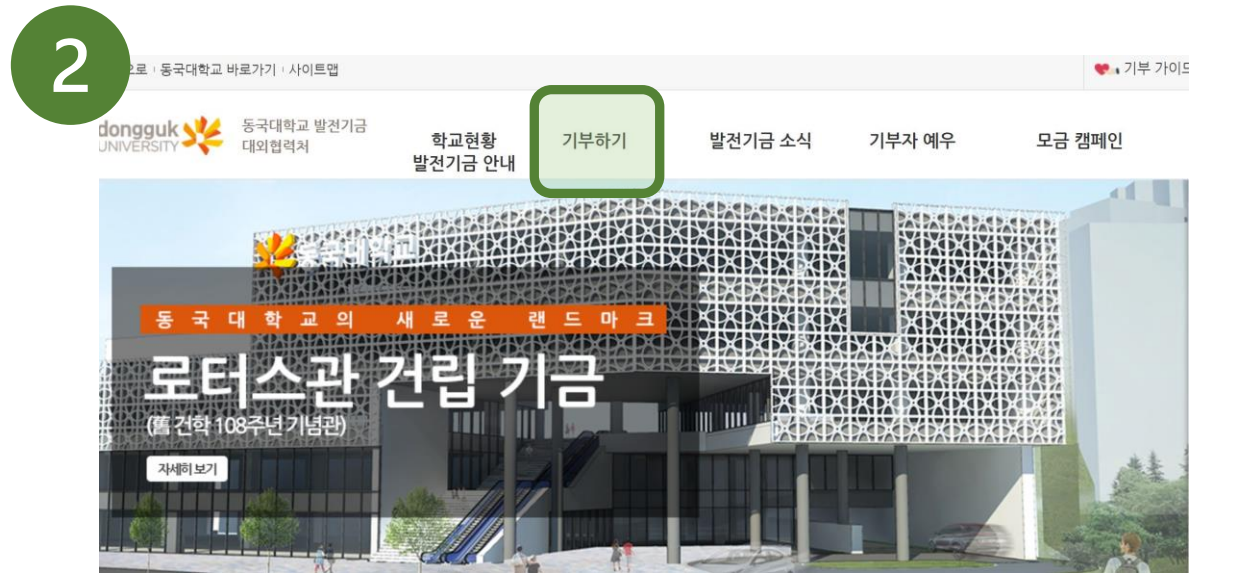 2
으로 동국대학교 바로가기 사이트맵
기부 가이드
dongguk
UNIVERSITY
동국대학교 발전기금
대외협력처
학교현황
발전기금 안내
기부하기
발전기금 소식
기부자 예우
모금 캠페인
동국대학교
동국대학교의 새로운 랜드마크
로터스관 건립 기금
(舊 건학 108주년 기념관)
자세히 보기